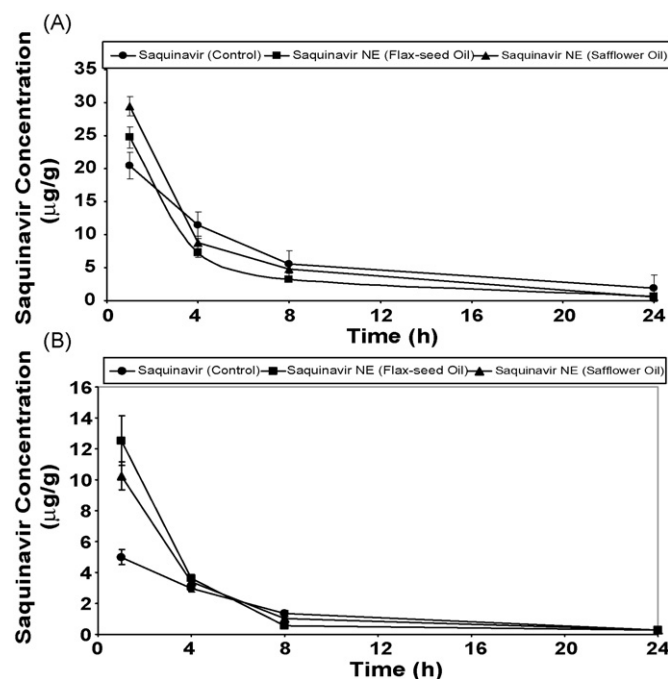 (A)
Saquinavir (Control) Saquinavir NE (Flax-seed Oil) Saquinavir NE (Safflower Oil)
Saquinavir Concentration
(μg/g)
35
30
25
20
15
10
5
0
0 4 8 12 16 20 24
Time (h)
(B)
Saquinavir (Control) Saquinavir NE (Flax-seed Oil) Saquinavir NE (Safflower Oil)
Saquinavir Concentration
(μg/g)
16
14
12
10
8
6
4
2
0
0 4 8 12 16 20 24
Time (h)